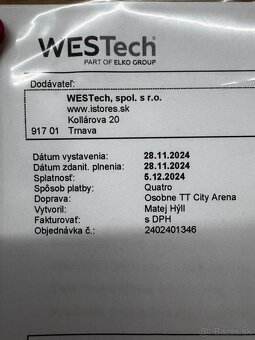 WESTech
PART OF ELKO GROUP
Dodávateľ:
WESTech, spol. s r.o.
www.istores.sk
Kollárova 20
917 01 Trnava
Dátum vystavenia: 28.11.2024
Dátum zdanit. plnenia: 28.11.2024
Splatnosť: 5.12.2024
Spôsob platby: Quatro
Doprava: Osobne TT City Arena
Vytvoril: Matej Hýll
Fakturovať: s DPH
Objednávka č.: 2402401346